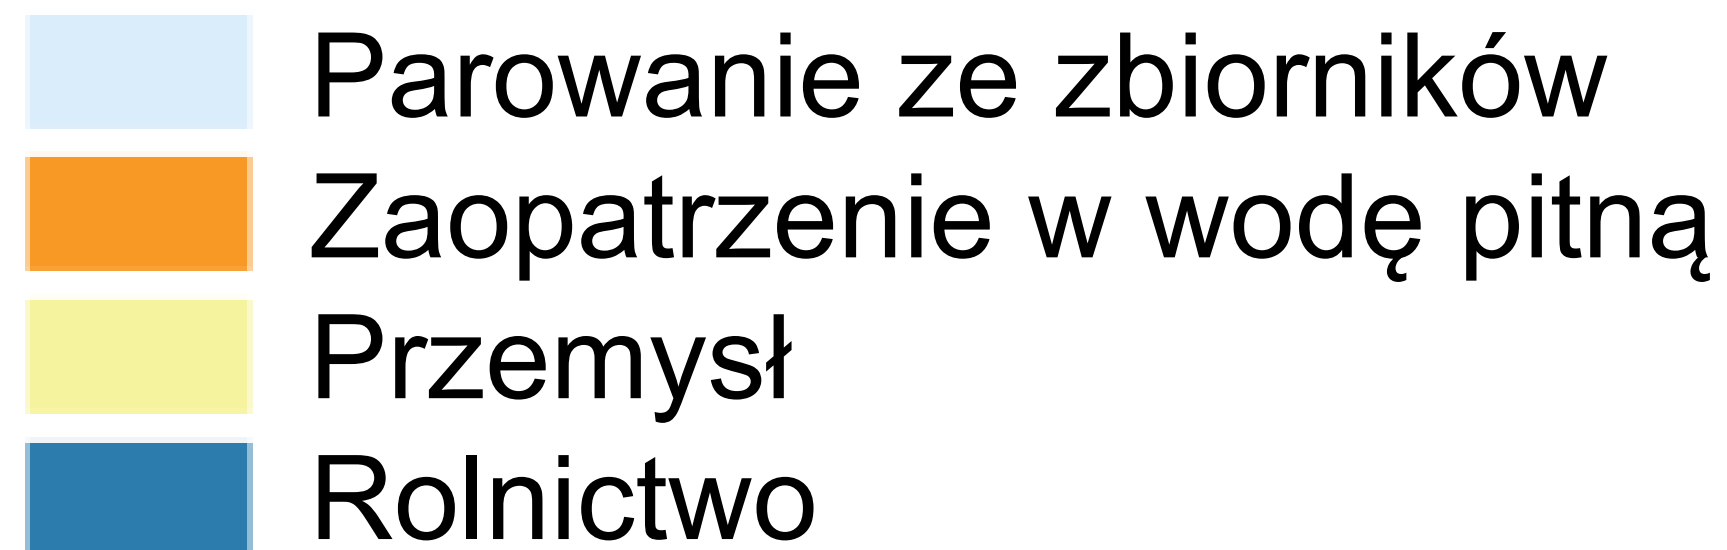 Parowanie ze zbiorników
Zaopatrzenie w wodę pitną
Przemysł
Rolnictwo